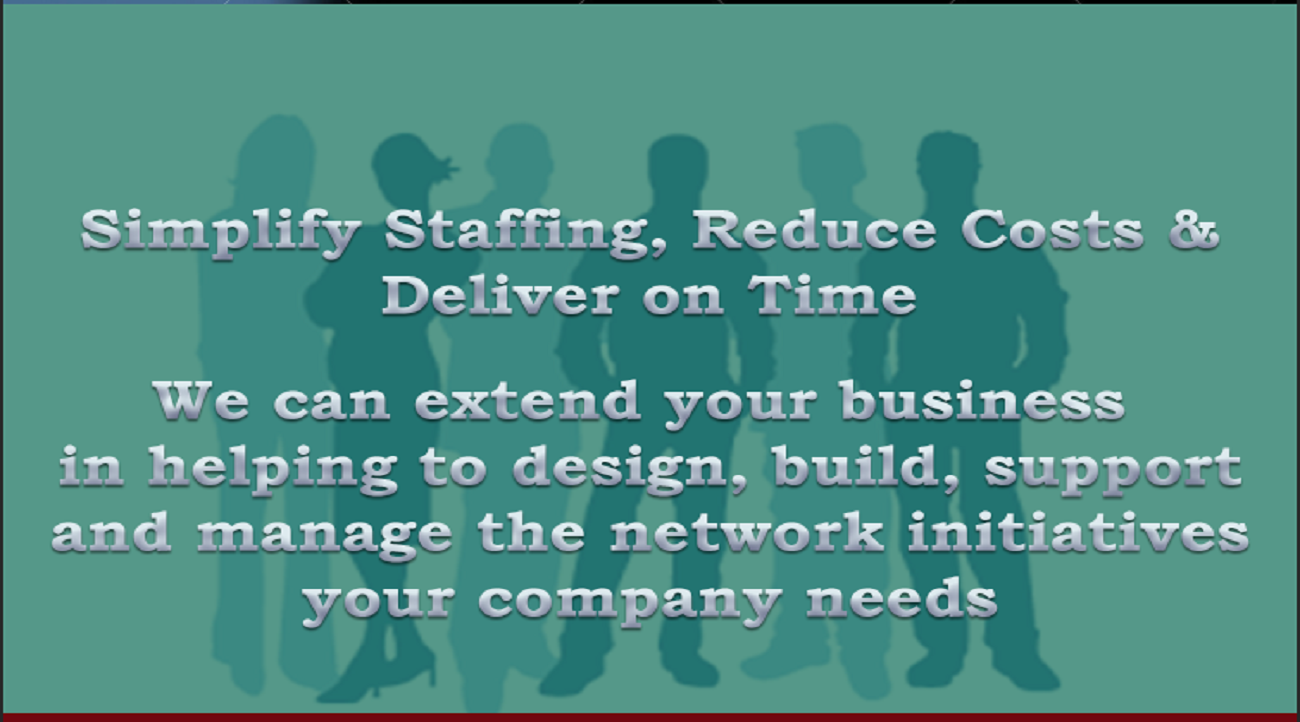 Simplify Staffing, Reduce Costs &
Deliver on Time
We can extend your business
in helping to design, build, support
and manage the network initiatives
your company needs